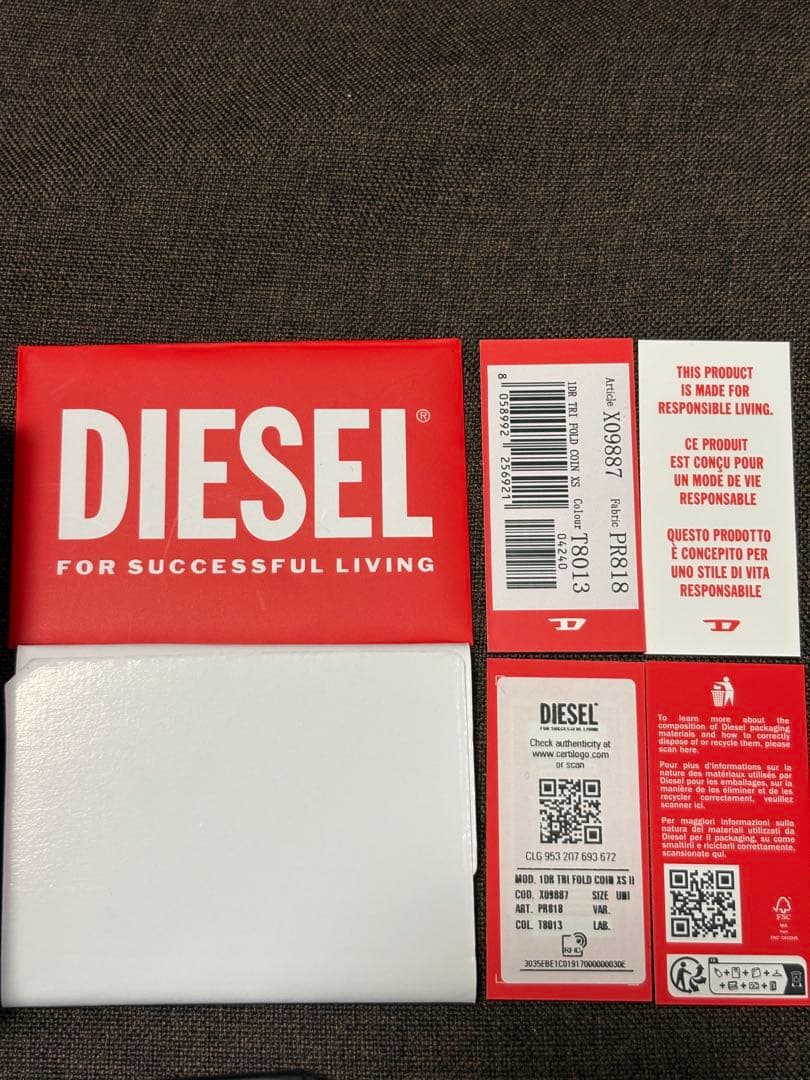 DIESEL®
FOR SUCCESSFUL LIVING
Article X09887 Fabric PR818
1DR TRI FOLD COIN XS Colour T8013
8 058992 256921
04240
D
THIS PRODUCT
IS MADE FOR
RESPONSIBLE LIVING.
CE PRODUIT
EST CONÇU POUR
UN MODE DE VIE
RESPONSABLE
QUESTO PRODOTTO
È CONCEPITO PER
UNO STILE DI VITA
RESPONSABILE
D
DIESEL
FOR SUCCESSFUL LIVING
Check authenticity at
www.certilogo.com
or scan
CLG 953 207 693 672
MOD. 1DR TRI FOLD COIN XS II
COD. X09887 SIZE UNI
ART. PR818 VAR.
COL. T8013 LAB.
RFID
3035EBE1C01917000000030E
To learn more about the
composition of Diesel packaging
materials and how to correctly
dispose of or recycle them, please
scan here.
Pour plus d'informations sur la
nature des matériaux utilisés par
Diesel pour les emballages, sur la
manière de les éliminer et de les
recycler correctement, veuillez
scanner ici.
Per maggiori informazioni sulla
natura dei materiali utilizzati da
Diesel per il packaging, su come
smaltirli e riciclarli correttamente,
scansionate qui.
FSC